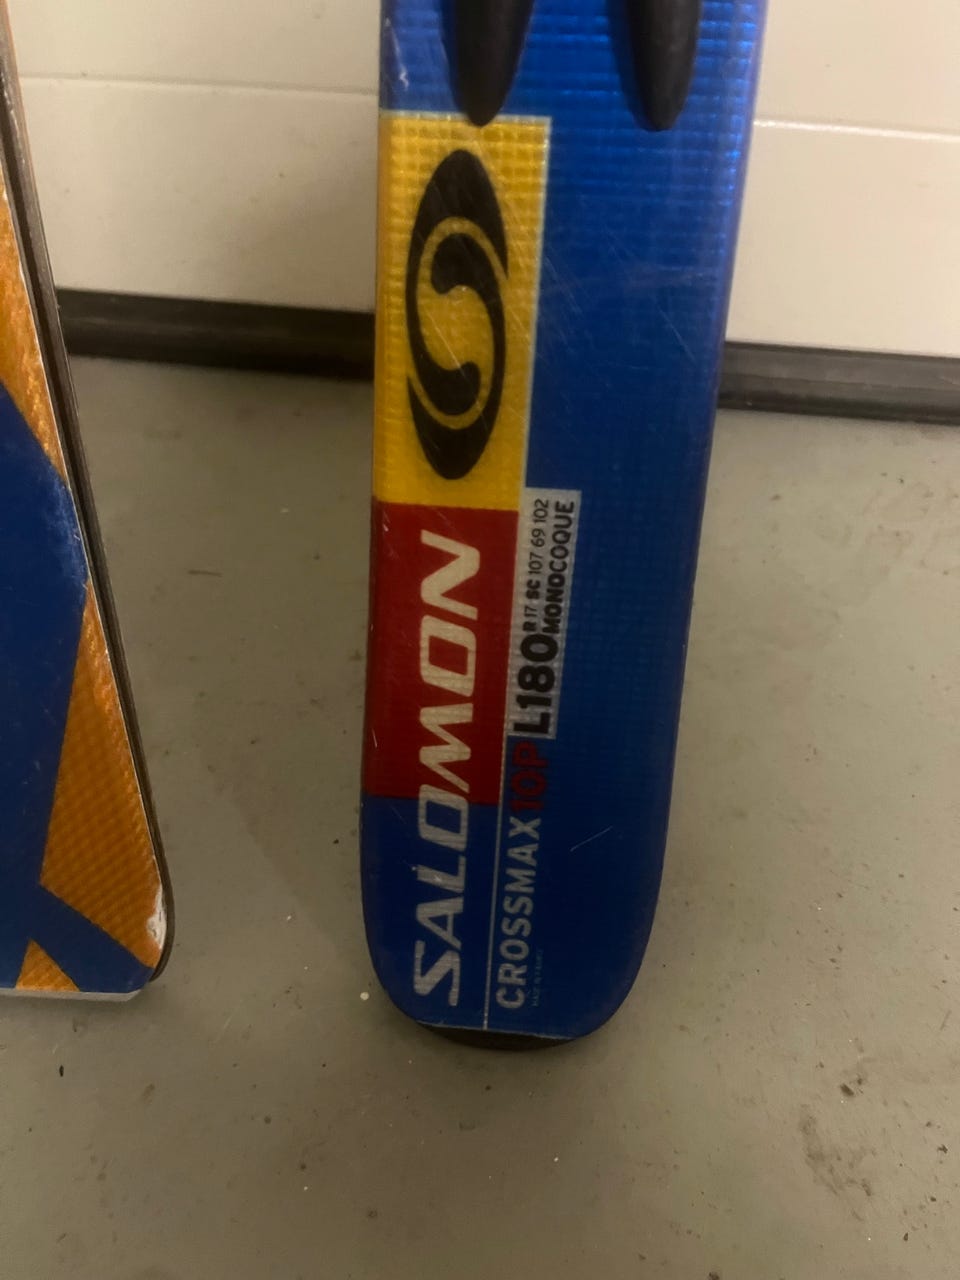 SALOMON
CROSSMAX 10P L180 R 17 SC 107 69 102
MONOCOQUE